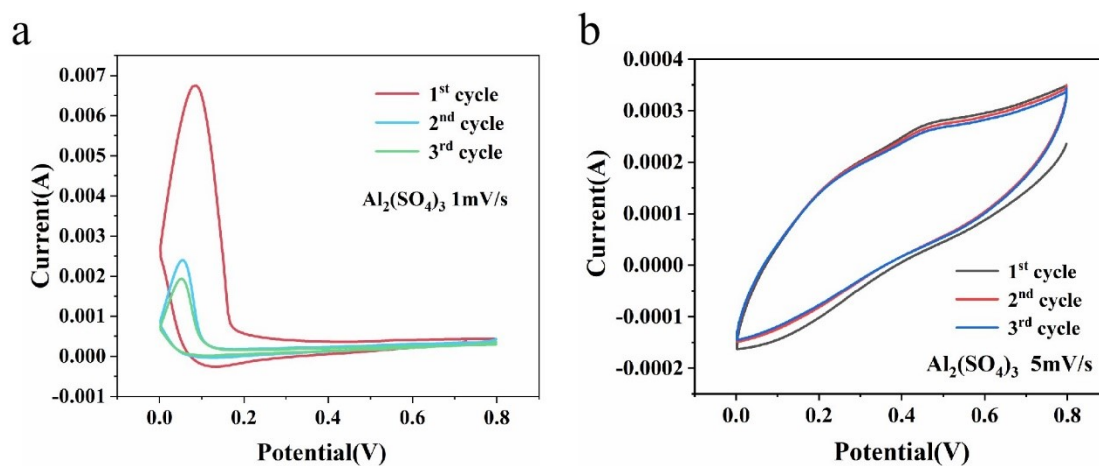 a
0.007
0.006
0.005
0.004
0.003
0.002
0.001
0.000
-0.001
Current(A)
1st cycle
2nd cycle
3rd cycle
Al2(SO4)3 1mV/s
0.0 0.2 0.4 0.6 0.8
Potential(V)
b
0.0004
0.0003
0.0002
0.0001
0.0000
-0.0001
-0.0002
Current(A)
1st cycle
2nd cycle
3rd cycle
Al2(SO4)3 5mV/s
0.0 0.2 0.4 0.6 0.8
Potential(V)